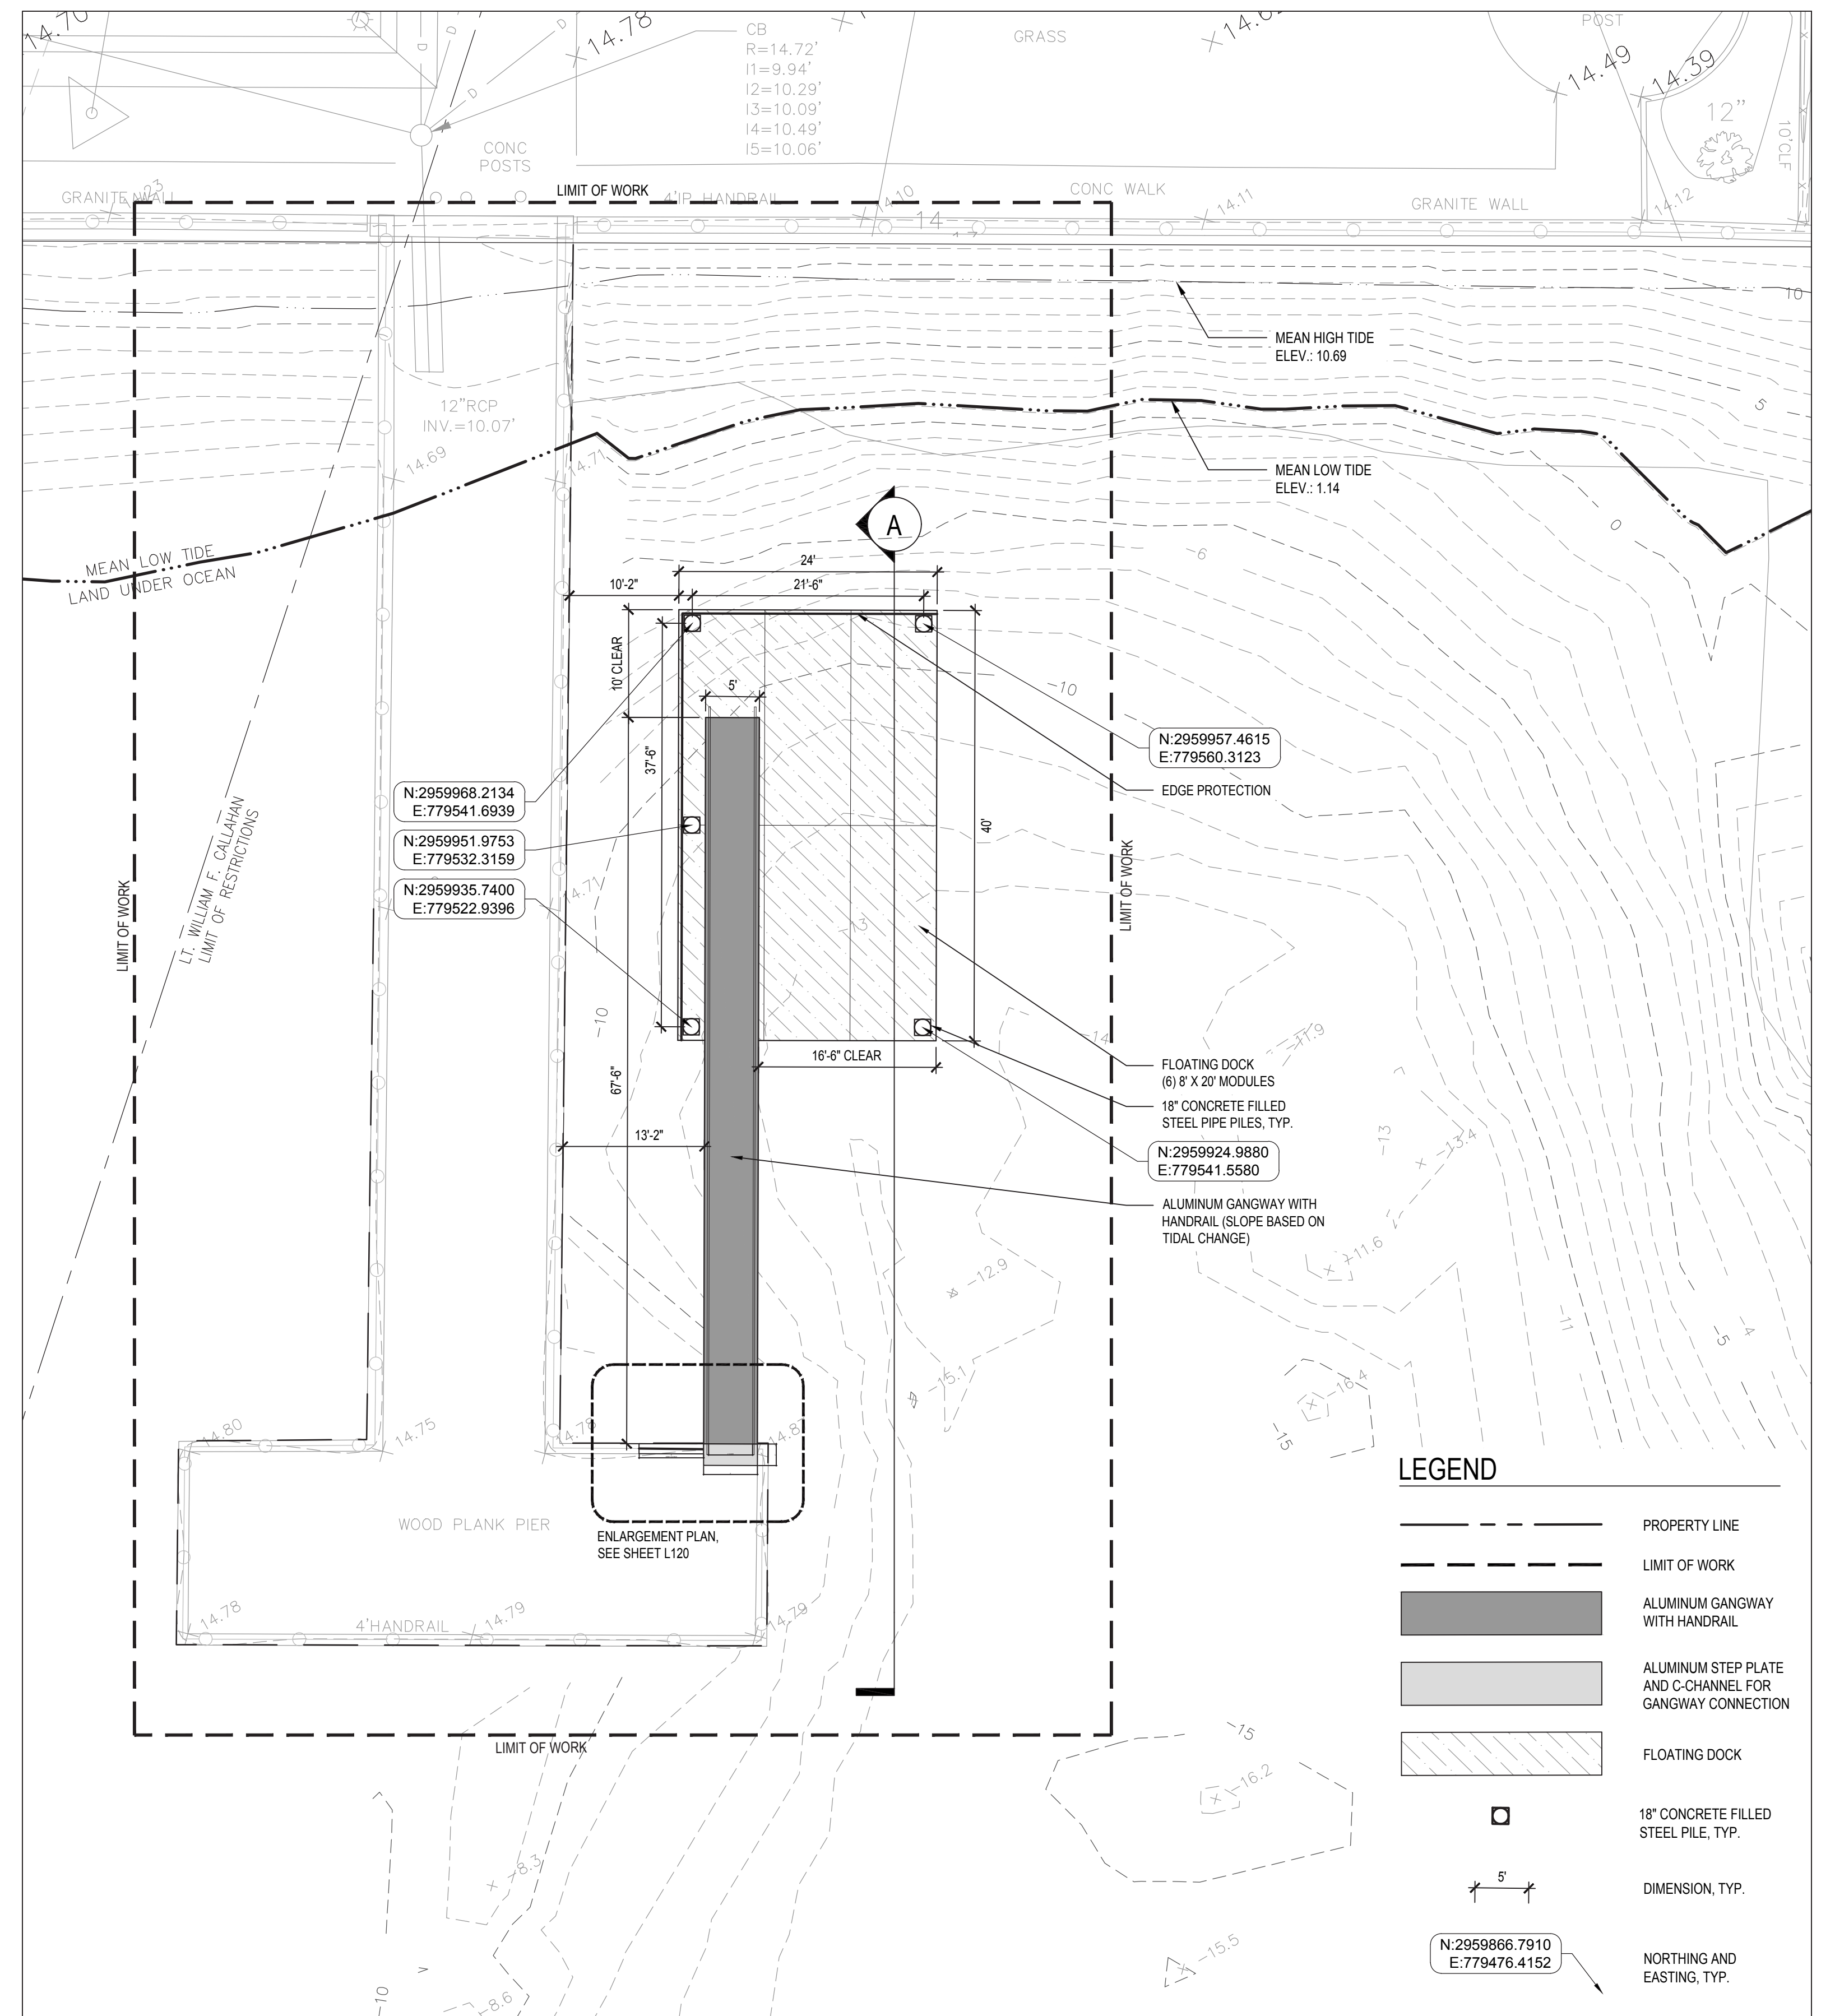 14.70
14.78
CB
R=14.72'
I1=9.94'
I2=10.29'
I3=10.09'
I4=10.49'
I5=10.06'
GRASS
POST
14.49
14.39
12"
10'CLF
CONC
POSTS
GRANITE WALL
LIMIT OF WORK
4'IP HANDRAIL
14.10
14
CONC WALK
14.11
GRANITE WALL
14.12
10
MEAN HIGH TIDE
ELEV.: 10.69
5
12"RCP
INV.=10.07'
14.69
14.71
MEAN LOW TIDE
ELEV.: 1.14
0
A
-6
MEAN LOW TIDE
LAND UNDER OCEAN
24'
10'-2"
21'-6"
10' CLEAR
5'
-10
37'-6"
N:2959957.4615
E:779560.3123
EDGE PROTECTION
N:2959968.2134
E:779541.6939
N:2959951.9753
E:779532.3159
N:2959935.7400
E:779522.9396
40'
LT. WILLIAM F. CALLAHAN
LIMIT OF RESTRICTIONS
LIMIT OF WORK
LIMIT OF WORK
14.71
-13
-10
-14
-11.9
16'-6" CLEAR
67'-6"
FLOATING DOCK
(6) 8' X 20' MODULES
18" CONCRETE FILLED
STEEL PIPE PILES, TYP.
13'-2"
N:2959924.9880
E:779541.5580
-13
-13.4
ALUMINUM GANGWAY WITH
HANDRAIL (SLOPE BASED ON
TIDAL CHANGE)
-12.9
-11.6
-11
-5
-4
-15.1
-16.4
-15
14.80
14.75
14.78
WOOD PLANK PIER
ENLARGEMENT PLAN,
SEE SHEET L120
14.78
4'HANDRAIL
14.79
14.79
LIMIT OF WORK
-15
-16.2
-8.3
-15.5
-10
-8.6
LEGEND
PROPERTY LINE
LIMIT OF WORK
ALUMINUM GANGWAY
WITH HANDRAIL
ALUMINUM STEP PLATE
AND C-CHANNEL FOR
GANGWAY CONNECTION
FLOATING DOCK
18" CONCRETE FILLED
STEEL PILE, TYP.
5'
DIMENSION, TYP.
N:2959866.7910
E:779476.4152
NORTHING AND
EASTING, TYP.